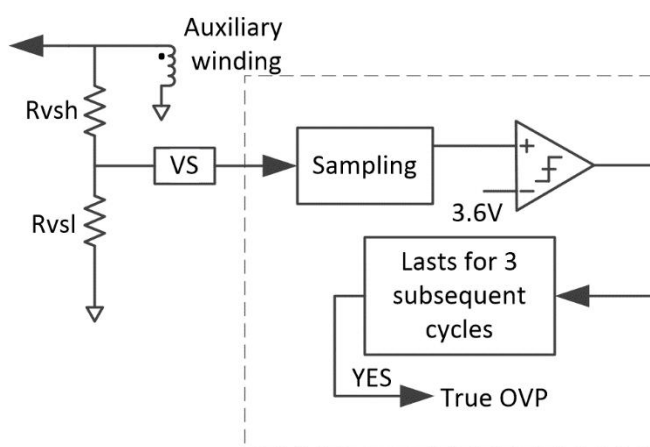 Auxiliary
winding
Rvsh
VS
Sampling
+
−
3.6V
Rvsl
Lasts for 3
subsequent
cycles
YES
True OVP